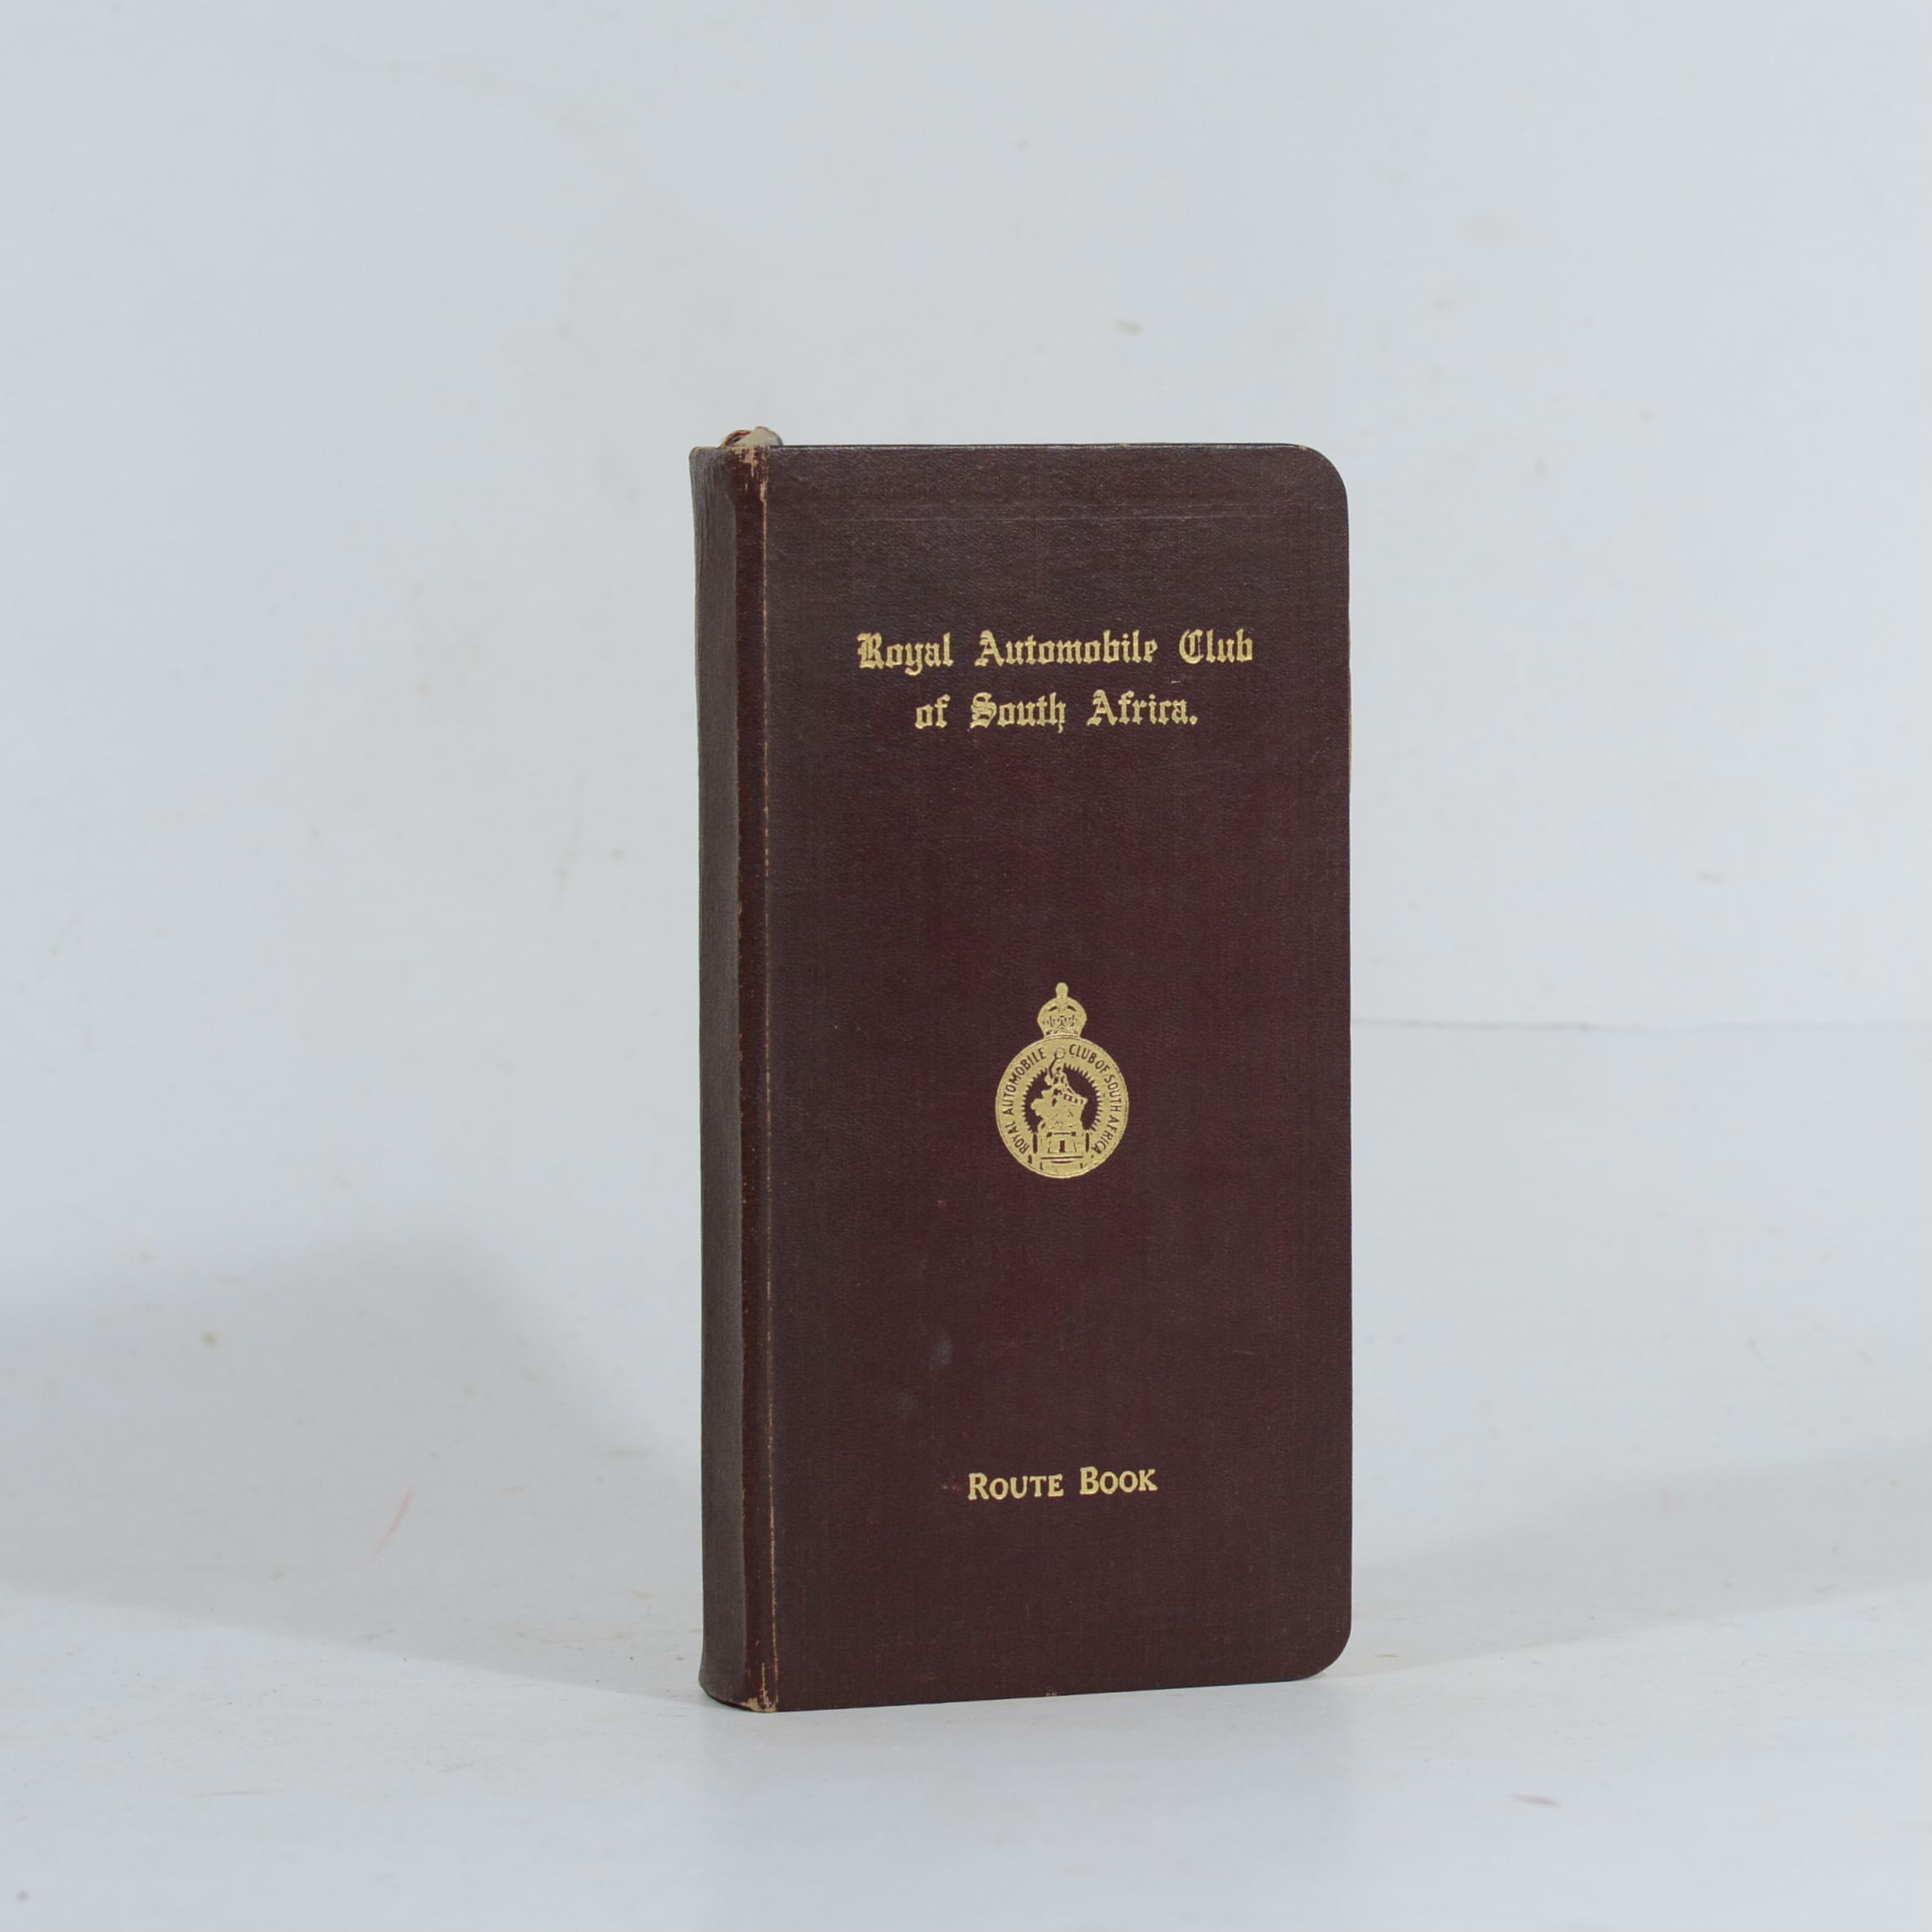 Royal Automobile Club
of South Africa.
ROYAL AUTOMOBILE CLUB OF SOUTH AFRICA
ROUTE BOOK